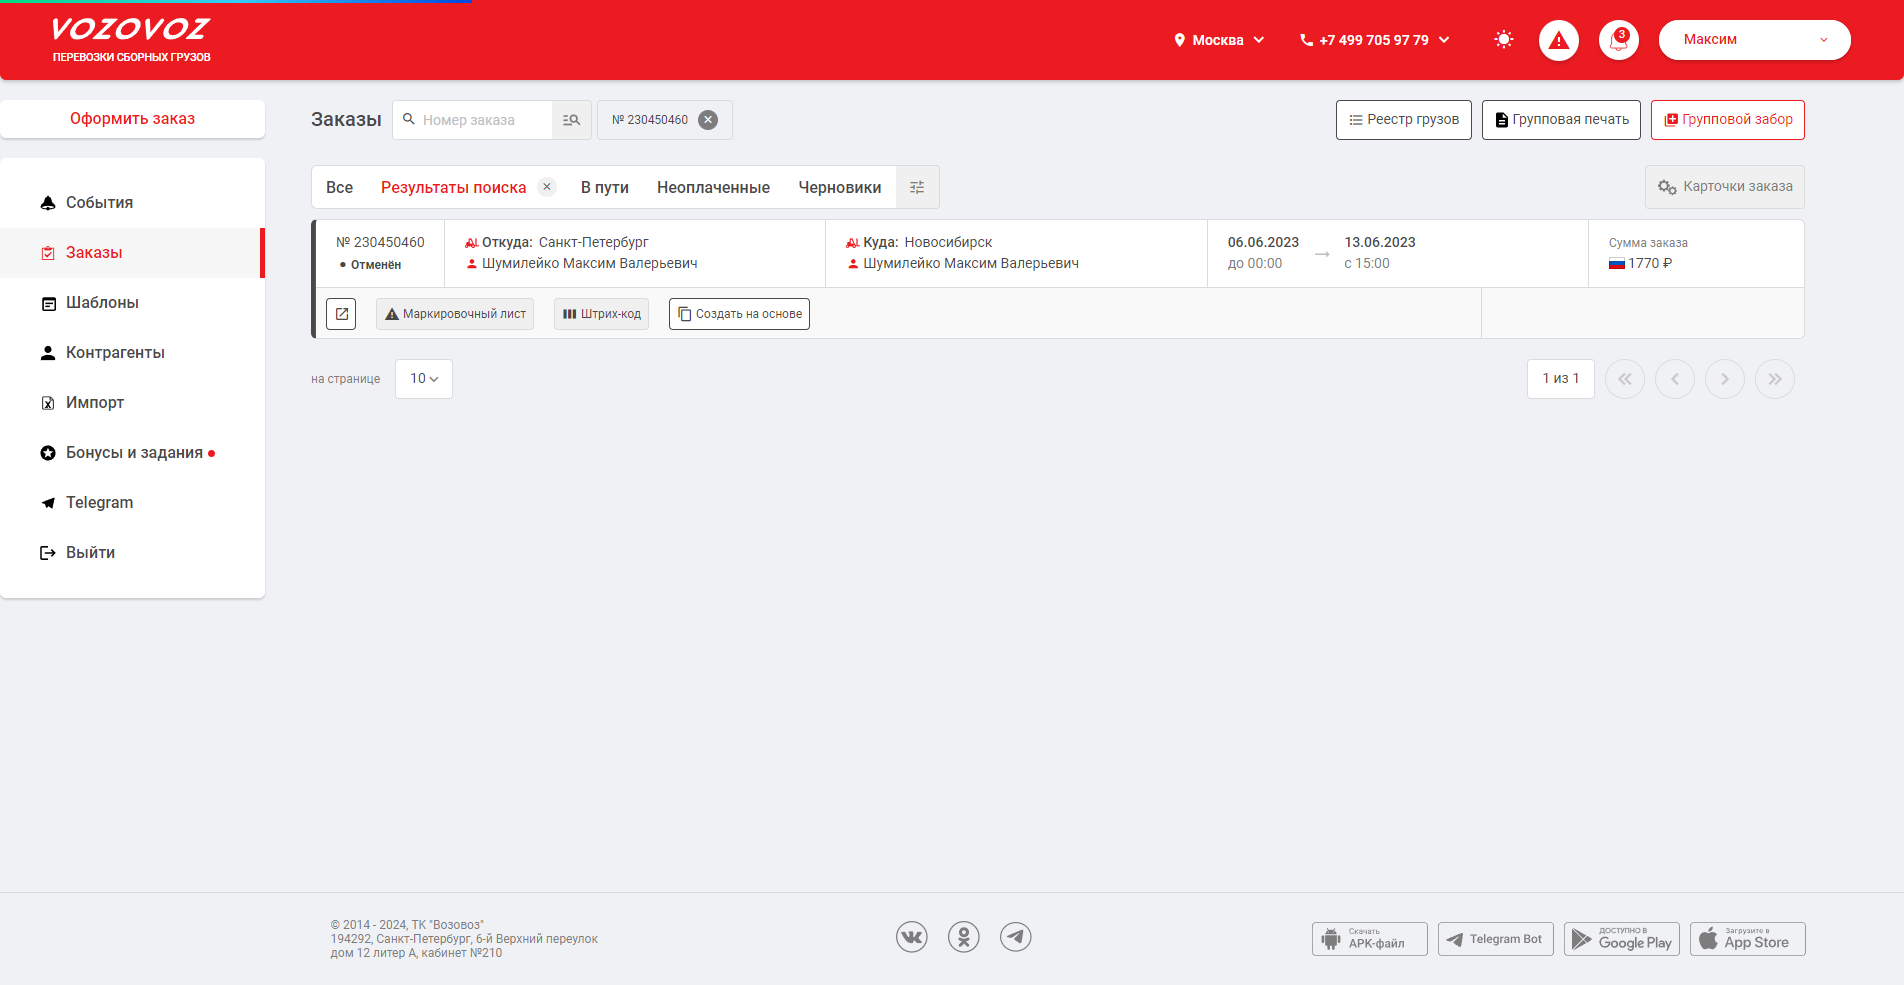 VOZOVOZ
ПЕРЕВОЗКИ СБОРНЫХ ГРУЗОВ
Москва
+7 499 705 97 79
3
Максим
Оформить заказ
События
Заказы
Шаблоны
Контрагенты
Импорт
Бонусы и задания
Telegram
Выйти
Заказы
Номер заказа
№ 230450460
Реестр грузов
Групповая печать
Групповой забор
Все
Результаты поиска
В пути
Неоплаченные
Черновики
Карточки заказа
№ 230450460
Отменён
Откуда: Санкт-Петербург
Шумилейко Максим Валерьевич
Куда: Новосибирск
Шумилейко Максим Валерьевич
06.06.2023
до 00:00
13.06.2023
с 15:00
Сумма заказа
1770 ₽
Маркировочный лист
Штрих-код
Создать на основе
на странице
10
1 из 1
© 2014 - 2024, ТК "Возовоз"
194292, Санкт-Петербург, 6-й Верхний переулок
дом 12 литер А, кабинет №210
Скачать
APK-файл
Telegram Bot
ДОСТУПНО В
Google Play
Загрузите в
App Store